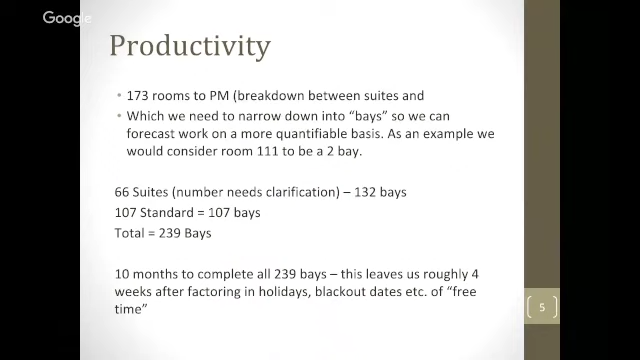 Google
Productivity
• 173 rooms to PM (breakdown between suites and
• Which we need to narrow down into “bays” so we can
forecast work on a more quantifiable basis. As an example we
would consider room 111 to be a 2 bay.
66 Suites (number needs clarification) – 132 bays
107 Standard = 107 bays
Total = 239 Bays
10 months to complete all 239 bays – this leaves us roughly 4
weeks after factoring in holidays, blackout dates etc. of “free
time”
5